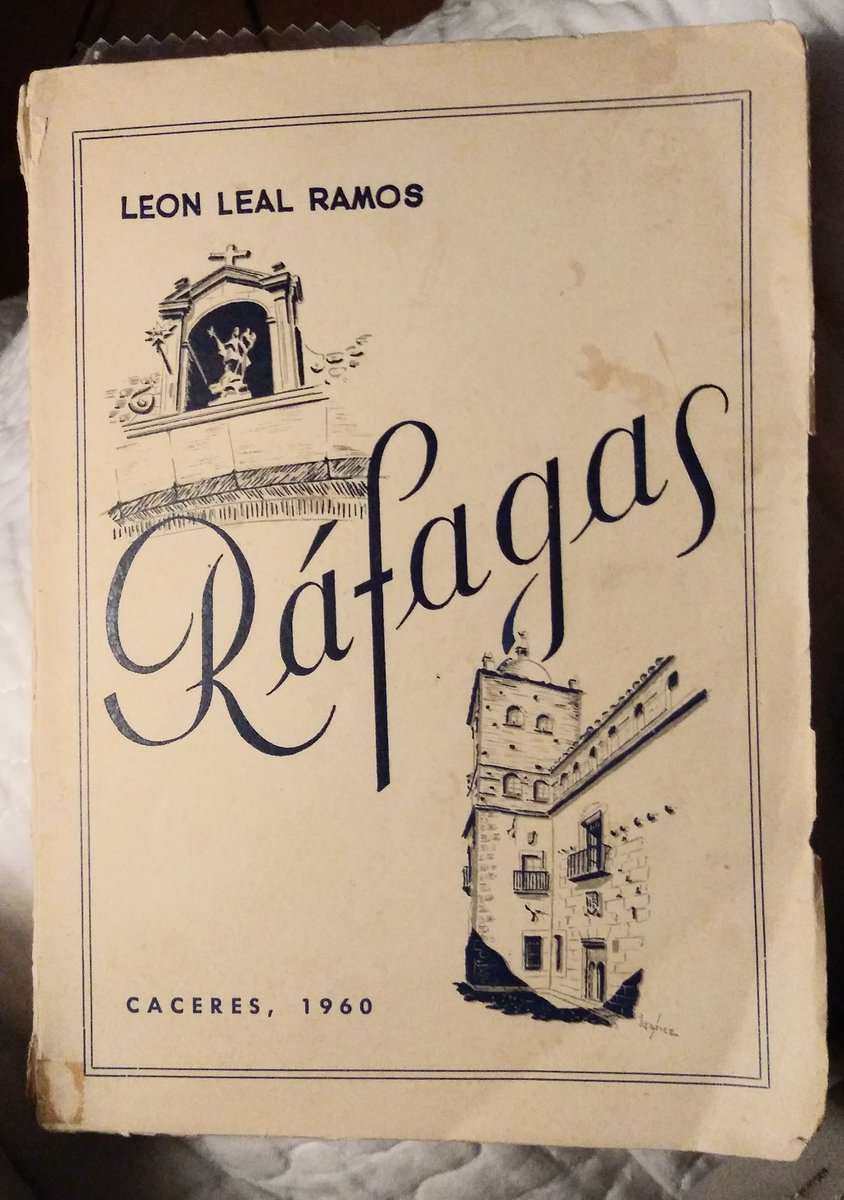 LEON LEAL RAMOS
Ráfagas
CACERES, 1960